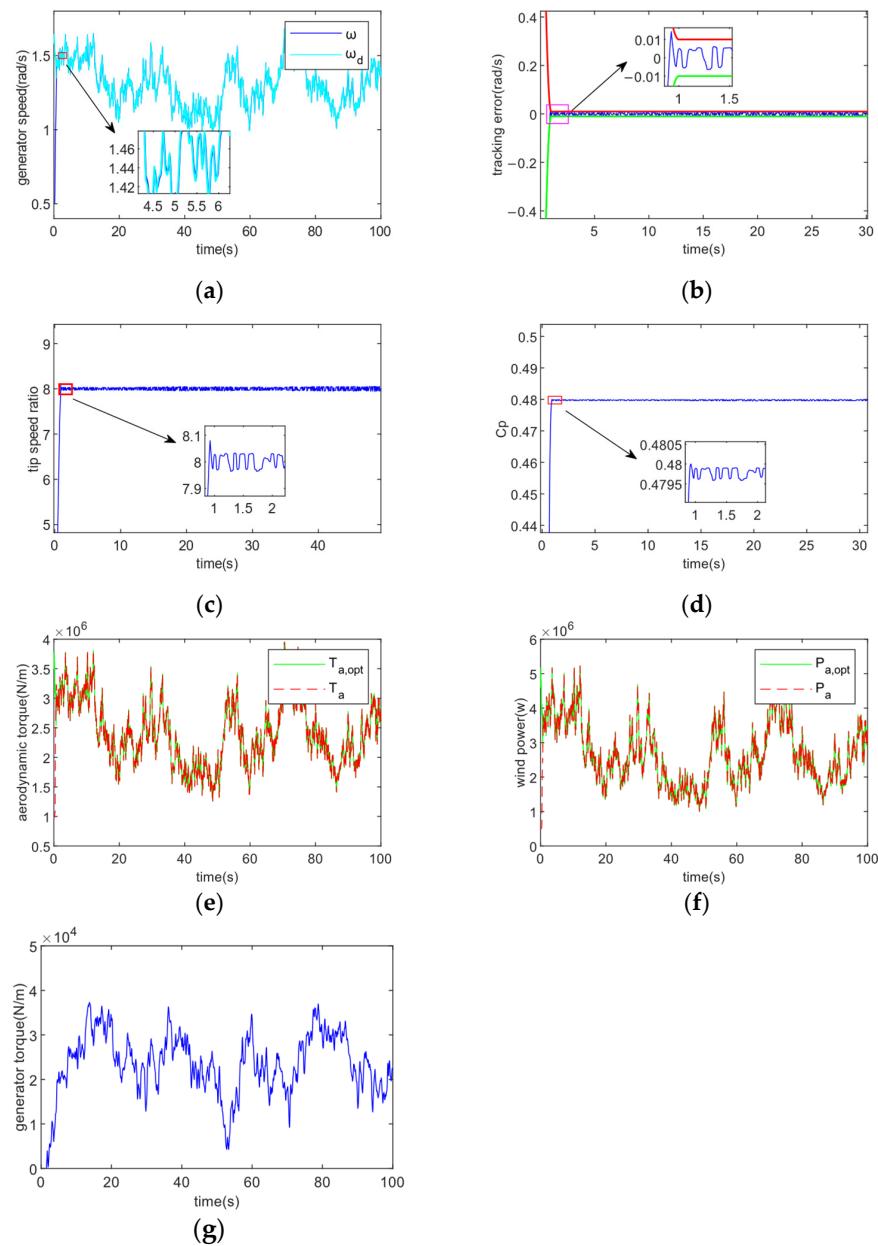 generator speed(rad/s)
1.5
1
0.5
ω
ω_d
1.46
1.44
1.42
4.5 5 5.5 6
0 20 40 60 80 100
time(s)
(a)
tracking error(rad/s)
0.4
0.2
0
−0.2
−0.4
0.01
0
−0.01
1 1.5
5 10 15 20 25 30
time(s)
(b)
tip speed ratio
9
8
7
6
5
8.1
8
7.9
1 1.5 2
0 10 20 30 40
time(s)
(c)
Cp
0.5
0.49
0.48
0.47
0.46
0.45
0.44
0.4805
0.48
0.4795
1 1.5 2
0 5 10 15 20 25 30
time(s)
(d)
×10^6
aerodynamic torque(N/m)
4
3.5
3
2.5
2
1.5
1
0.5
T_a,opt
T_a
0 20 40 60 80 100
time(s)
(e)
×10^6
wind power(w)
6
5
4
3
2
1
0
P_a,opt
P_a
0 20 40 60 80 100
time(s)
(f)
×10^4
generator torque(N/m)
5
4
3
2
1
0
0 20 40 60 80 100
time(s)
(g)